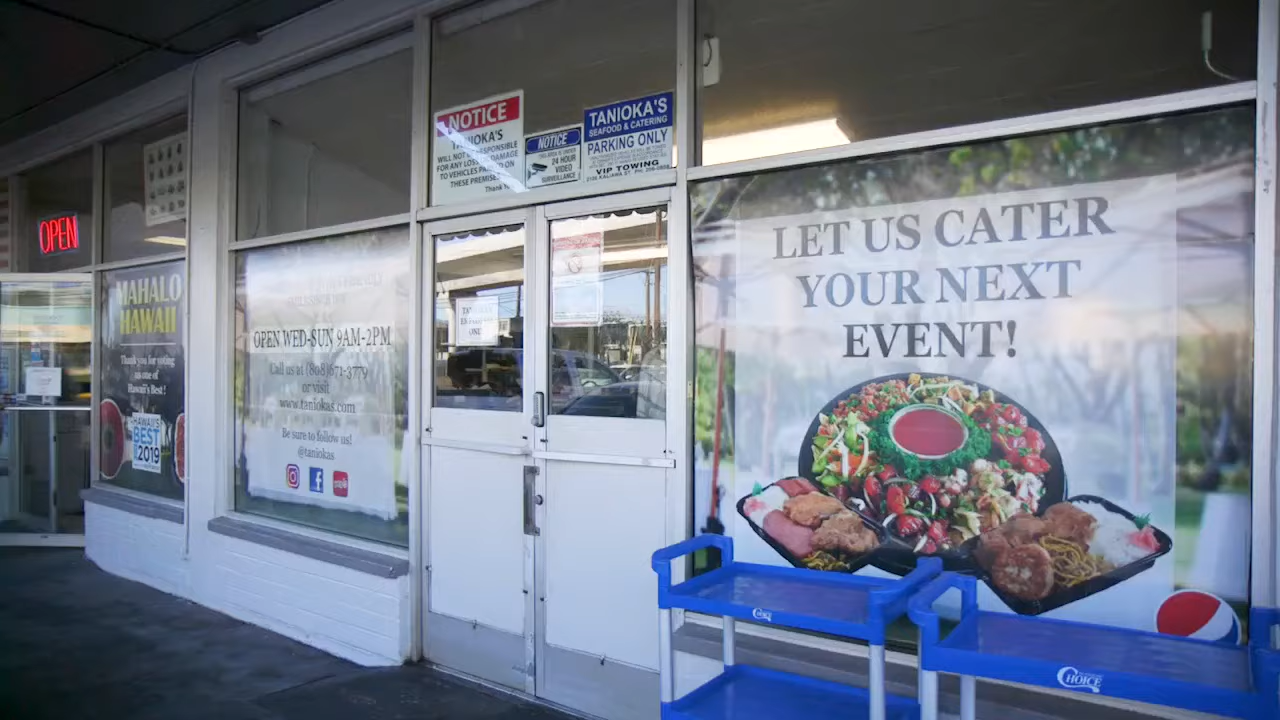 OPEN
MAHALO
HAWAII
Thank you for voting
us one of
Hawaii's Best!
HAWAII'S
BEST
2019
OPEN WED-SUN 9AM-2PM
Call us at (808)671-3779
or visit
www.taniokas.com
Be sure to follow us!
@taniokas
NOTICE
TANIOKA'S
WILL NOT BE RESPONSIBLE
FOR ANY LOSS OR DAMAGE
TO VEHICLES PARKED ON
THESE PREMISES
NOTICE
24 HOUR
VIDEO
SURVEILLANCE
TANIOKA'S
SEAFOOD & CATERING
PARKING ONLY
VIP TOWING
LET US CATER
YOUR NEXT
EVENT!
CHOICE
CHOICE